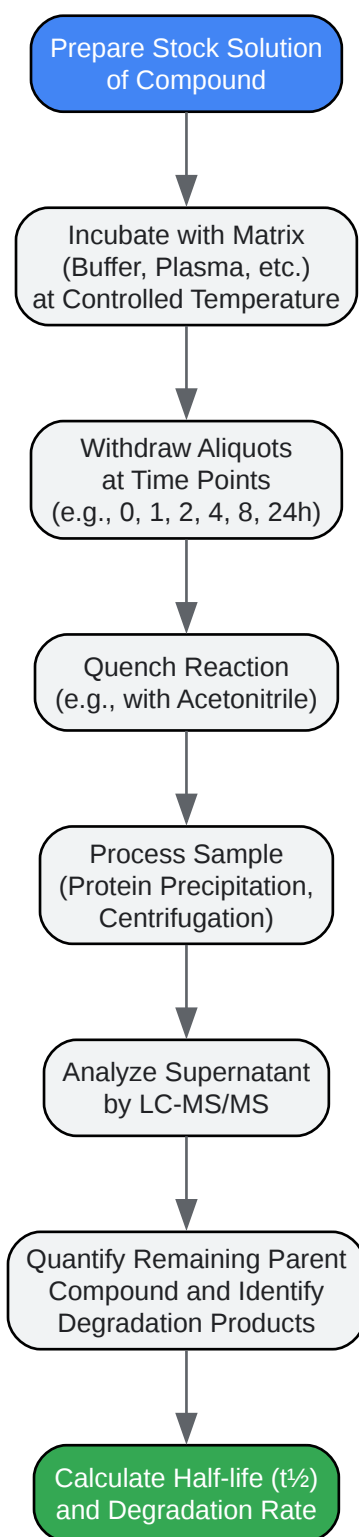 Prepare Stock Solution
of Compound
Incubate with Matrix
(Buffer, Plasma, etc.)
at Controlled Temperature
Withdraw Aliquots
at Time Points
(e.g., 0, 1, 2, 4, 8, 24h)
Quench Reaction
(e.g., with Acetonitrile)
Process Sample
(Protein Precipitation,
Centrifugation)
Analyze Supernatant
by LC-MS/MS
Quantify Remaining Parent
Compound and Identify
Degradation Products
Calculate Half-life (t½)
and Degradation Rate